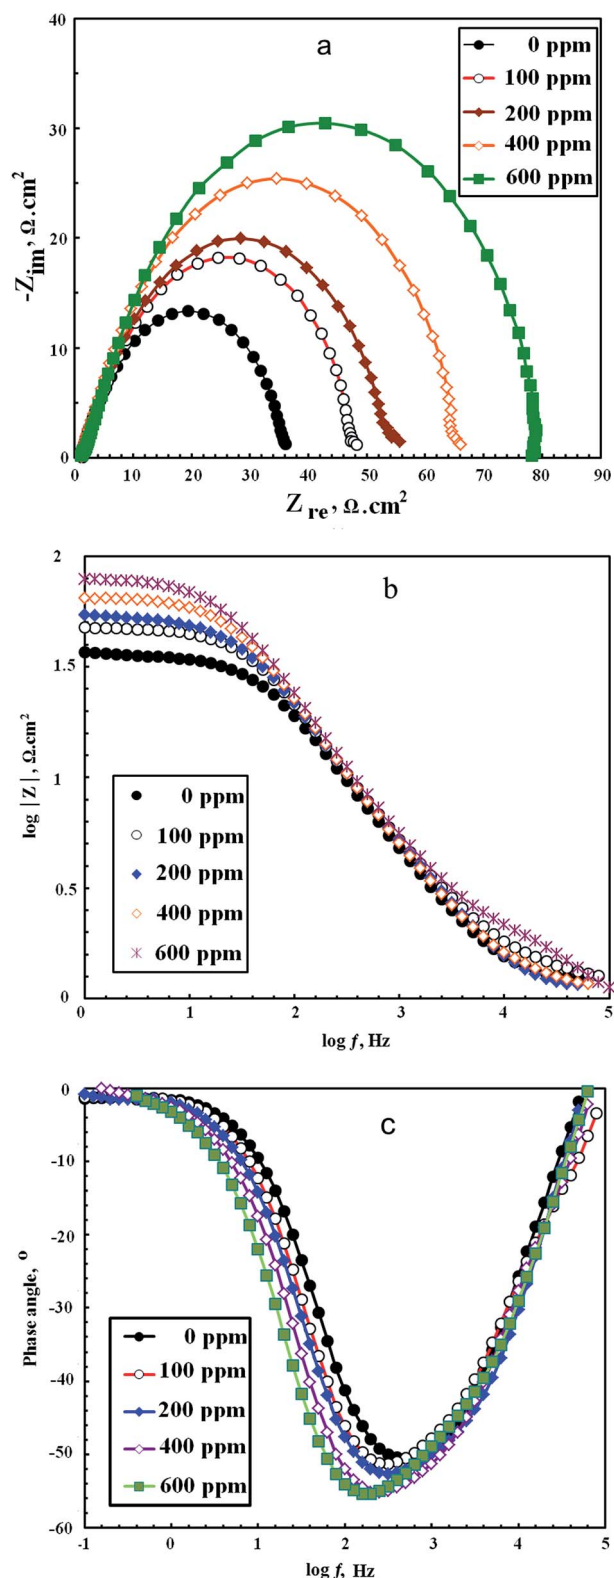 a
0 ppm
100 ppm
200 ppm
400 ppm
600 ppm
40
30
20
10
0
-Z im, Ω.cm²
0 10 20 30 40 50 60 70 80 90
Z re, Ω.cm²
b
2
1.5
1
0.5
0
log |Z| , Ω.cm²
0 ppm
100 ppm
200 ppm
400 ppm
600 ppm
0 1 2 3 4 5
log f, Hz
c
0
-10
-20
-30
-40
-50
-60
Phase angle, °
0 ppm
100 ppm
200 ppm
400 ppm
600 ppm
-1 0 1 2 3 4 5
log f, Hz